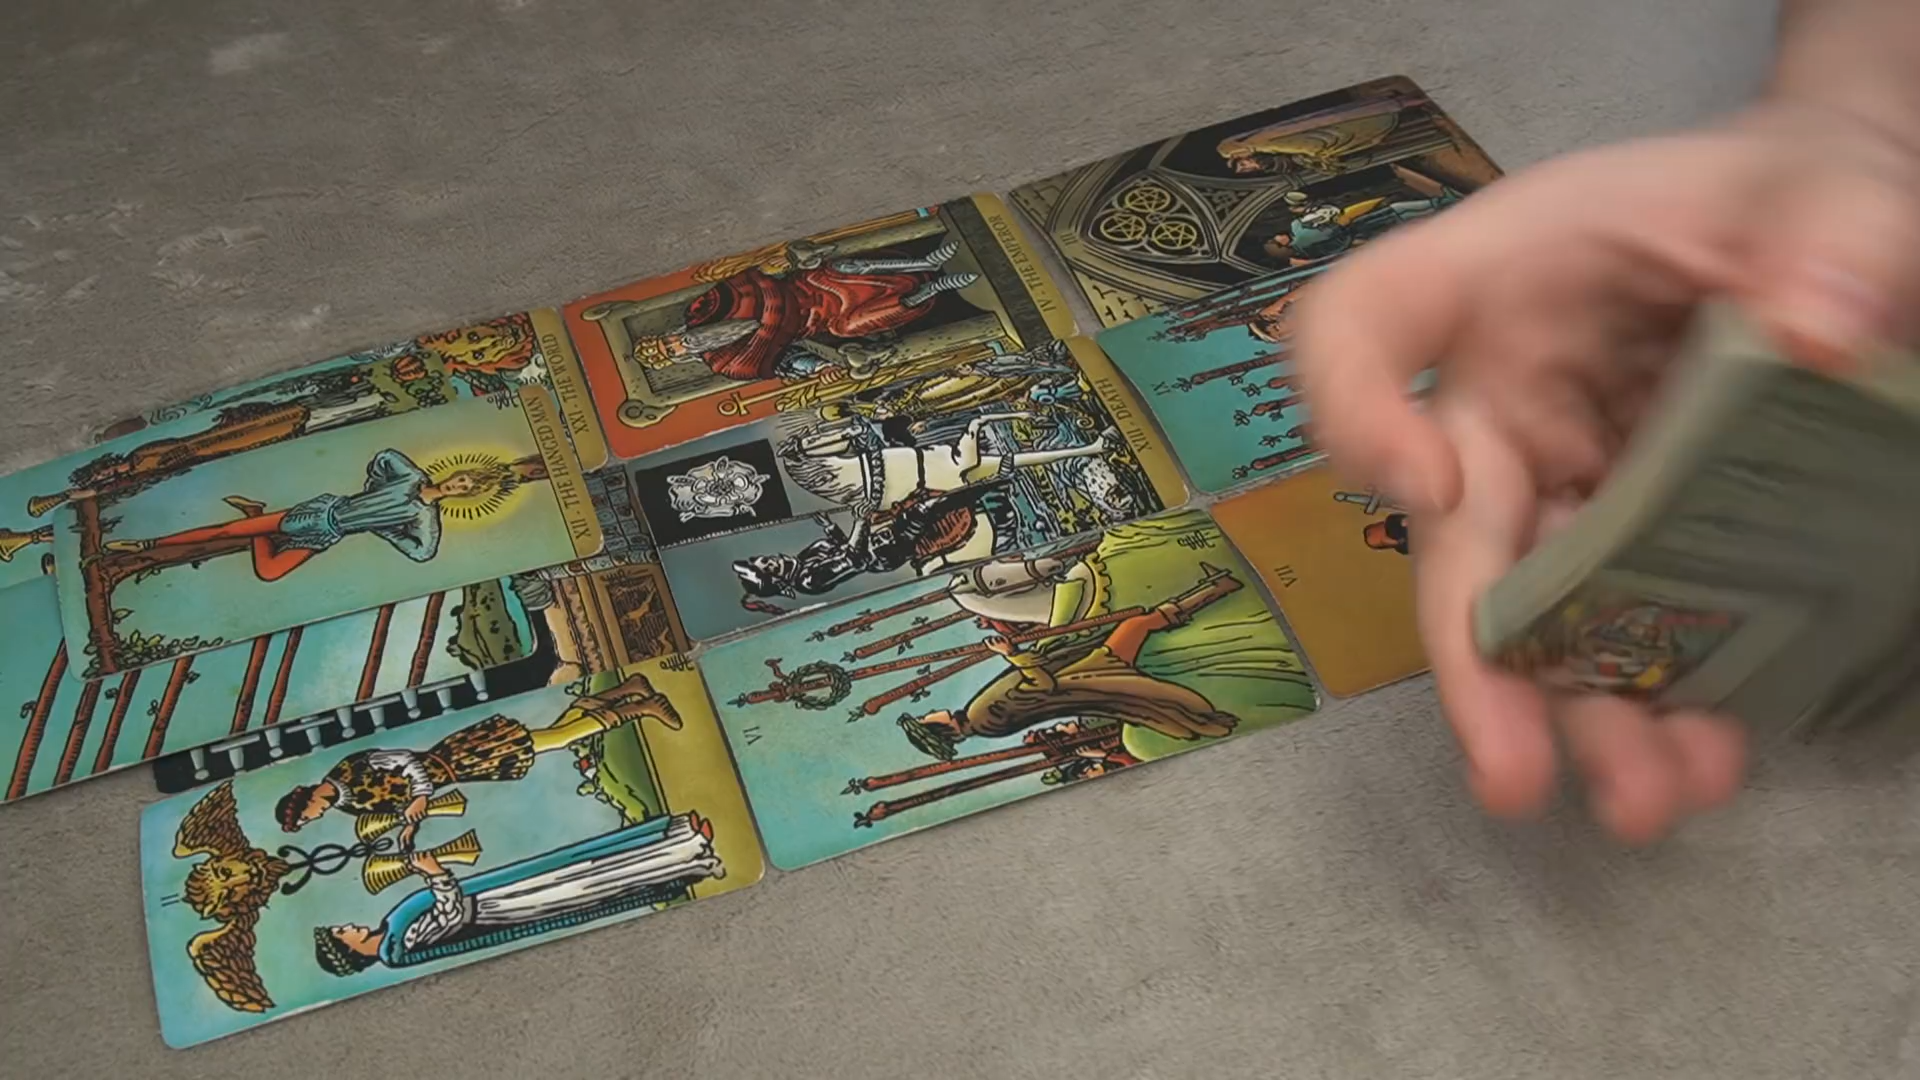 III
IV · THE EMPEROR
XXI · THE WORLD
XII · THE HANGED MAN
XIII · DEATH
IX
VII
VI
II